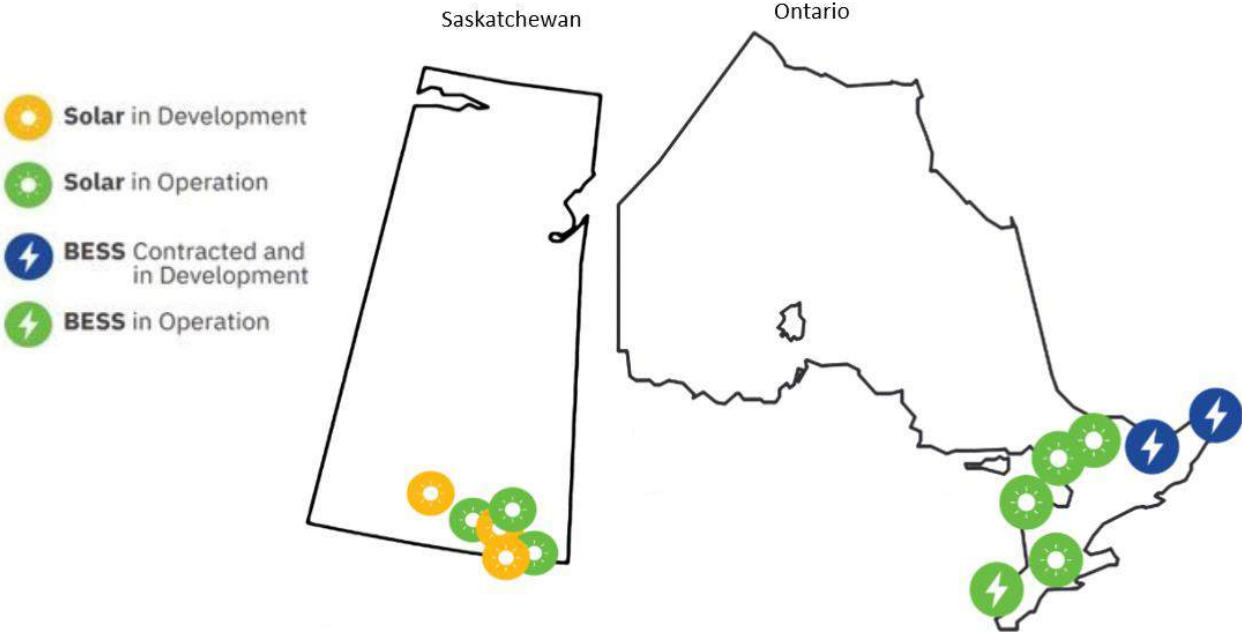 Saskatchewan
Ontario
Solar in Development
Solar in Operation
BESS Contracted and
in Development
BESS in Operation